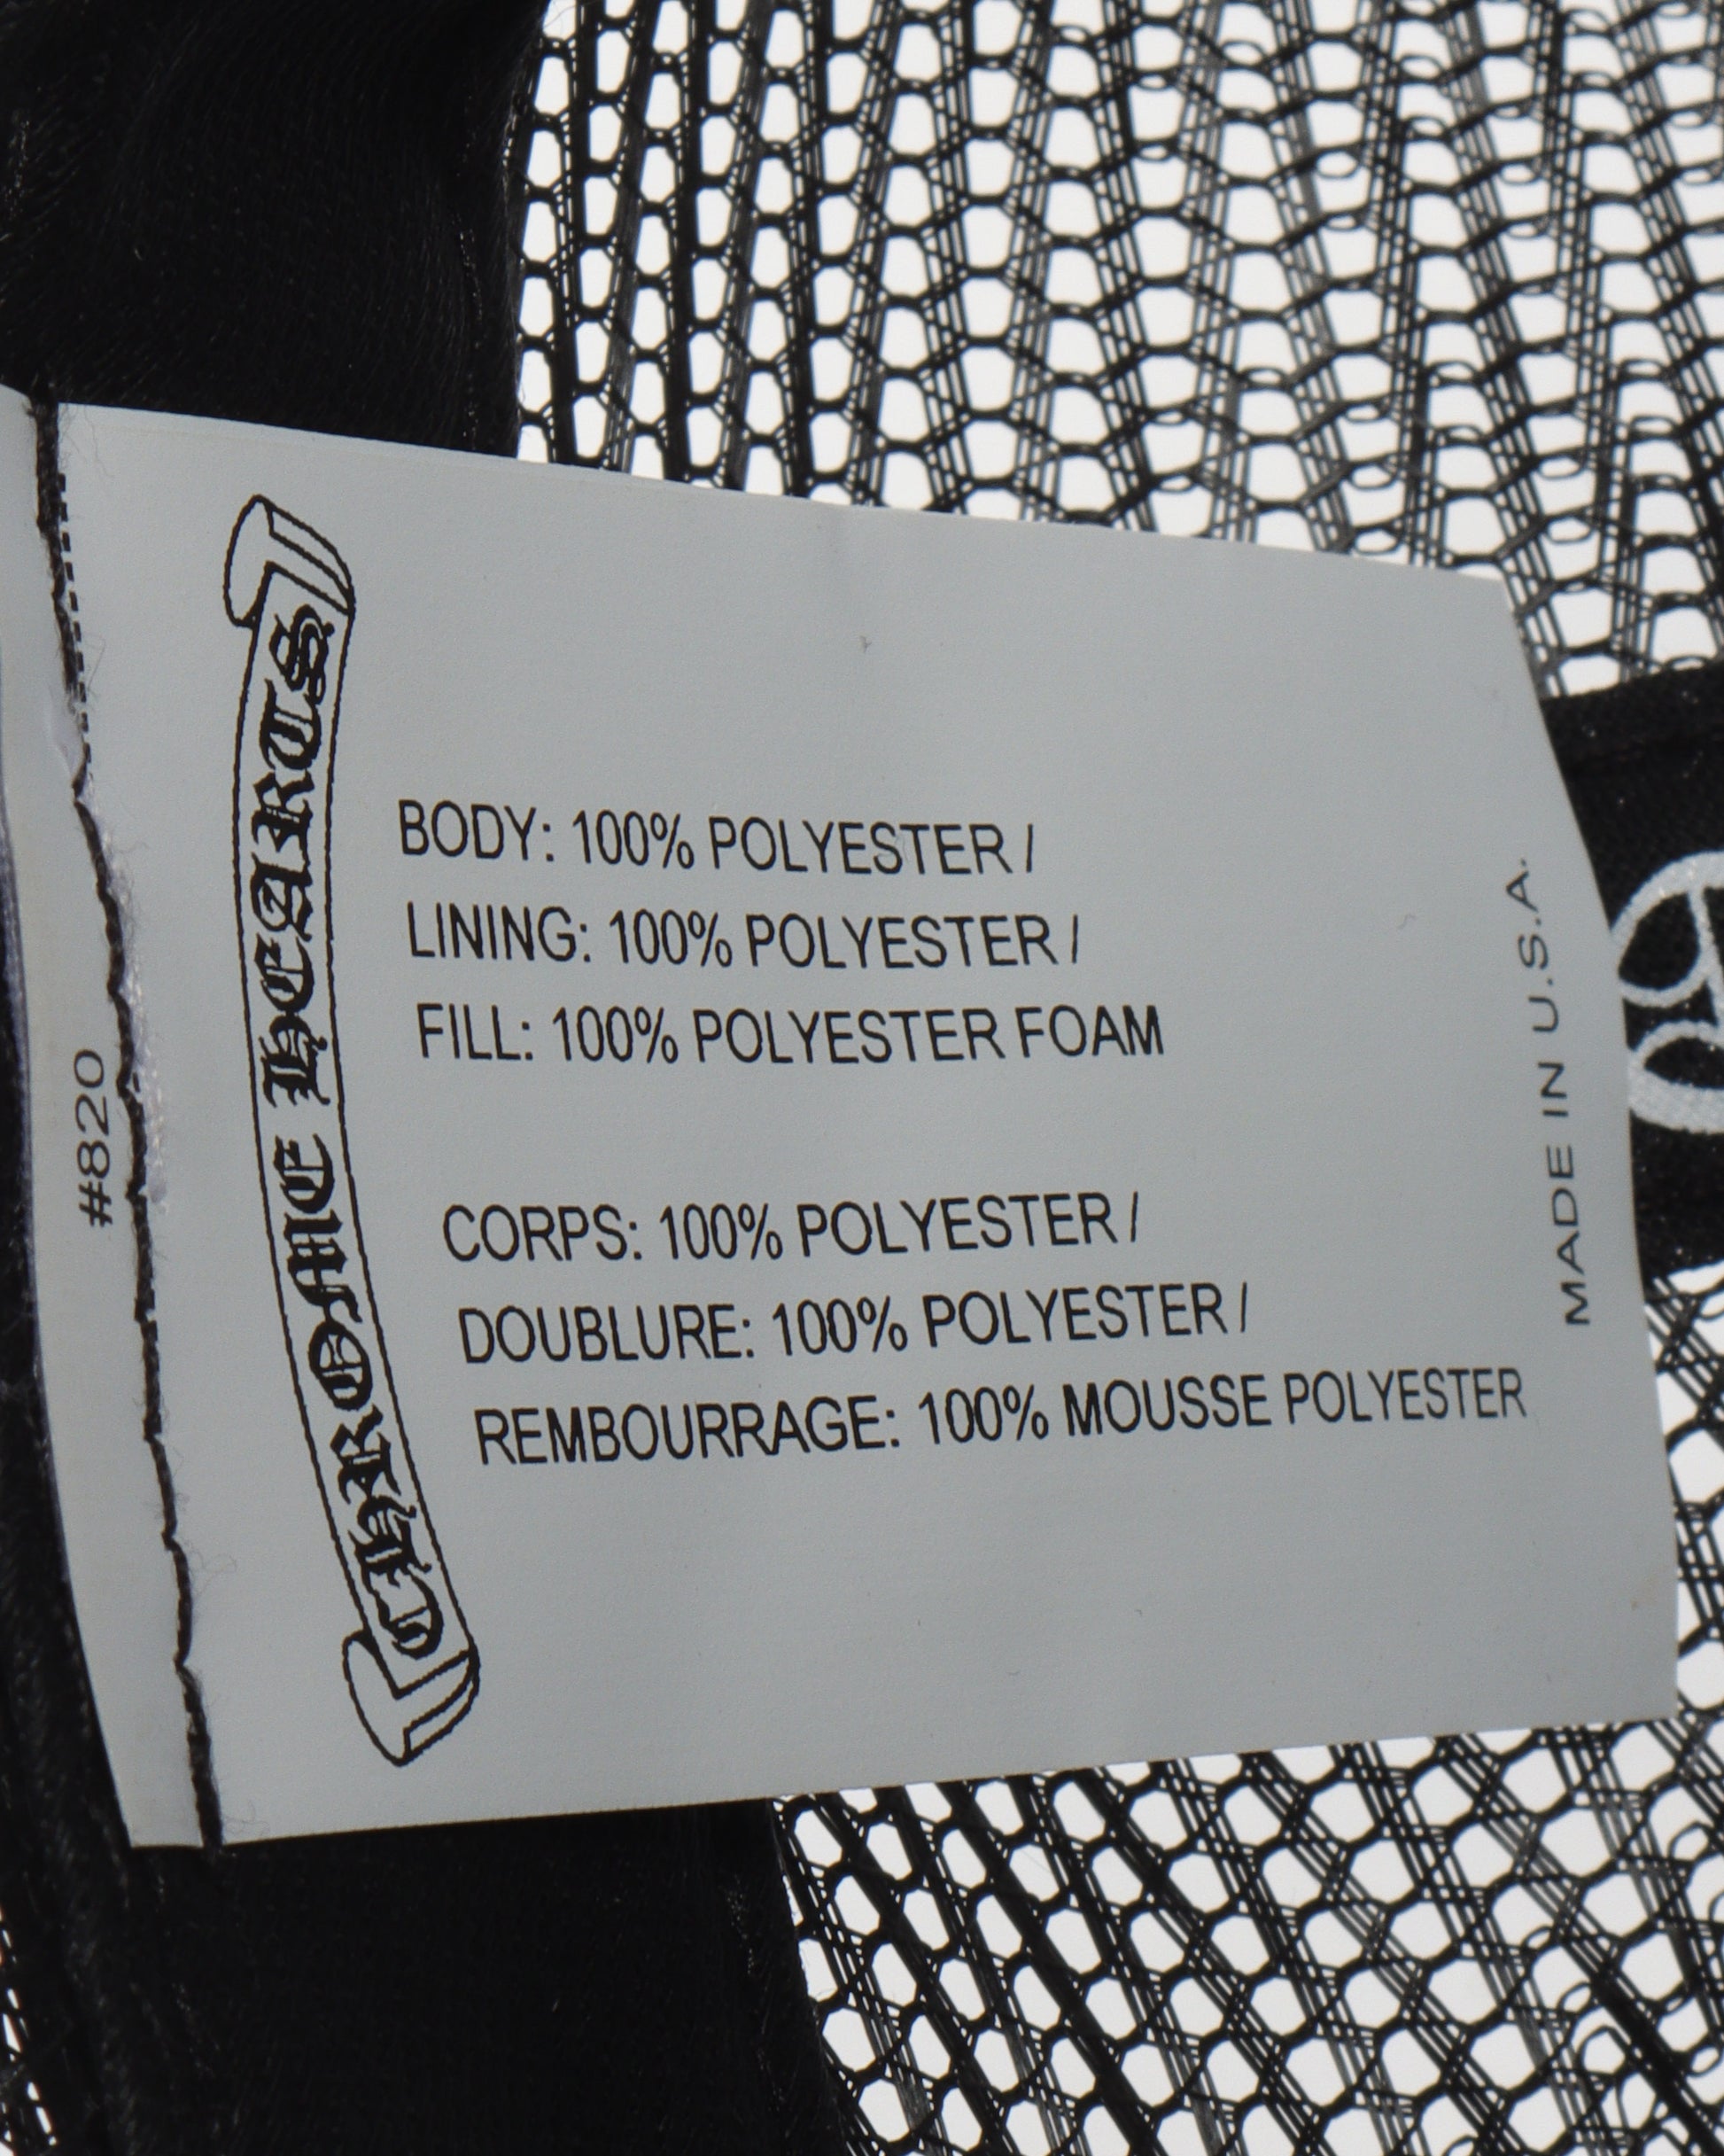 #820
CHROME HEARTS
BODY: 100% POLYESTER /
LINING: 100% POLYESTER /
FILL: 100% POLYESTER FOAM
CORPS: 100% POLYESTER /
DOUBLURE: 100% POLYESTER /
REMBOURRAGE: 100% MOUSSE POLYESTER
MADE IN U.S.A.